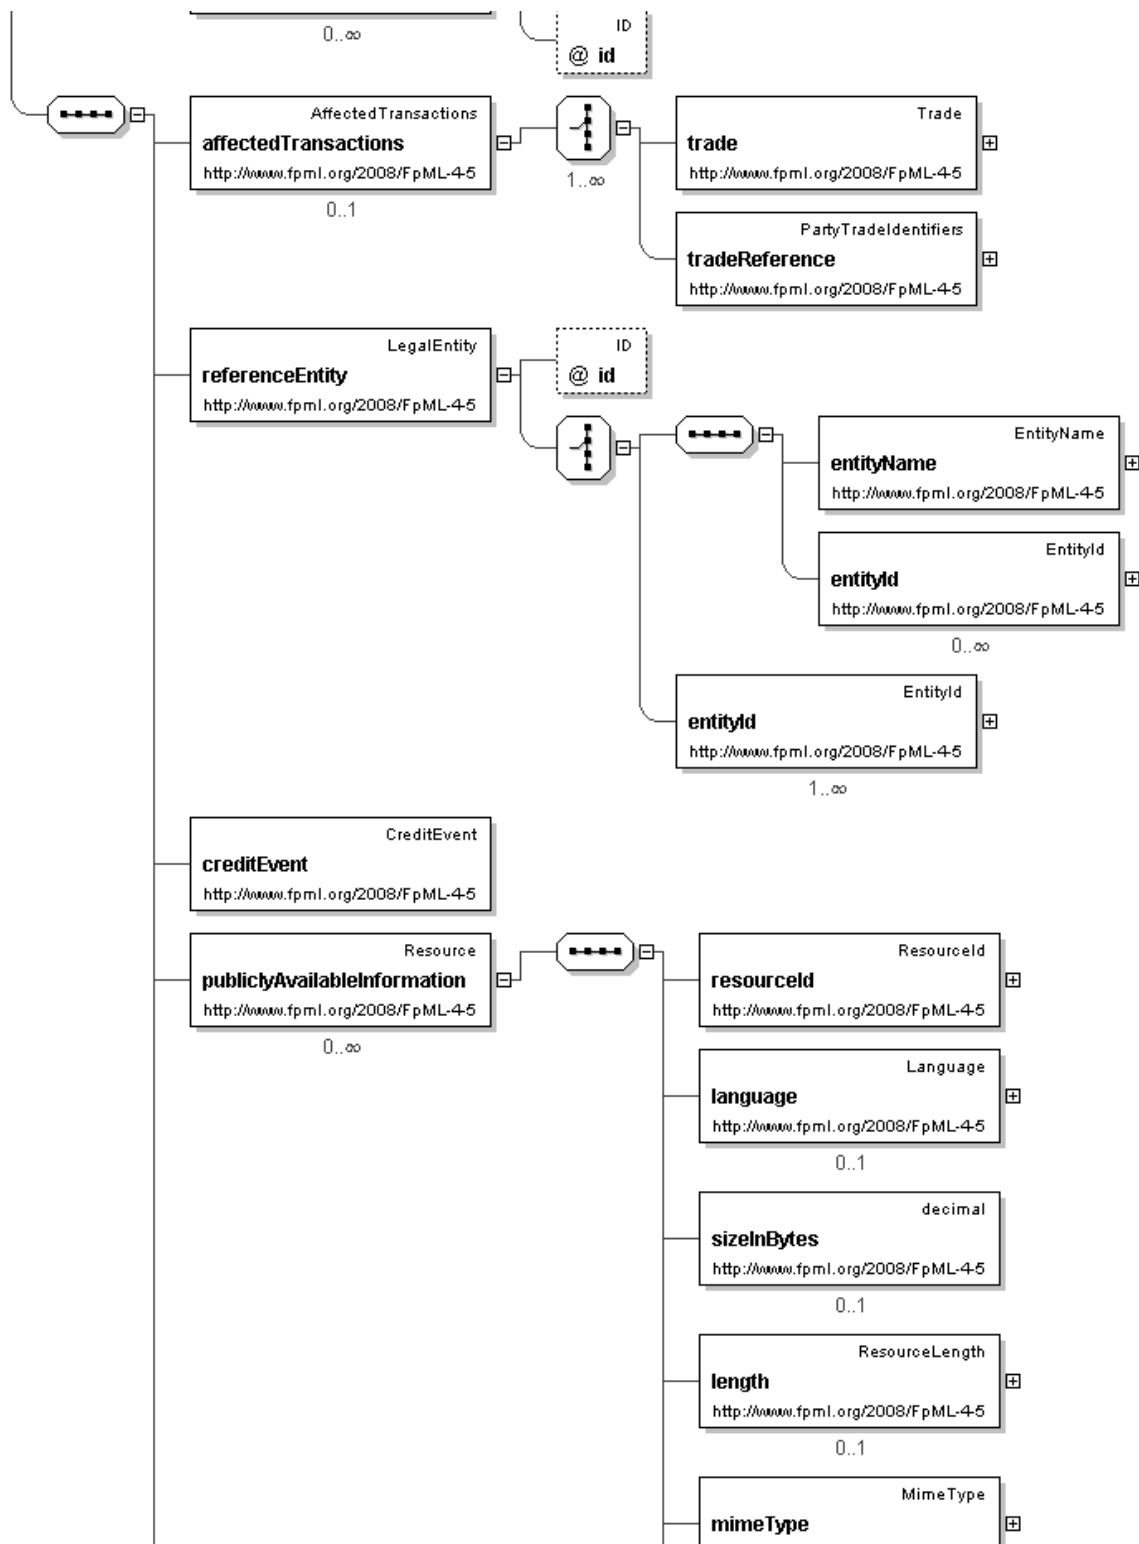 0..∞
ID
@ id
AffectedTransactions
affectedTransactions
http://www.fpml.org/2008/FpML-4-5
0..1
1..∞
Trade
trade
http://www.fpml.org/2008/FpML-4-5
PartyTradeIdentifiers
tradeReference
http://www.fpml.org/2008/FpML-4-5
LegalEntity
referenceEntity
http://www.fpml.org/2008/FpML-4-5
ID
@ id
EntityName
entityName
http://www.fpml.org/2008/FpML-4-5
EntityId
entityId
http://www.fpml.org/2008/FpML-4-5
0..∞
EntityId
entityId
http://www.fpml.org/2008/FpML-4-5
1..∞
CreditEvent
creditEvent
http://www.fpml.org/2008/FpML-4-5
Resource
publiclyAvailableInformation
http://www.fpml.org/2008/FpML-4-5
0..∞
ResourceId
resourceId
http://www.fpml.org/2008/FpML-4-5
Language
language
http://www.fpml.org/2008/FpML-4-5
0..1
decimal
sizeInBytes
http://www.fpml.org/2008/FpML-4-5
0..1
ResourceLength
length
http://www.fpml.org/2008/FpML-4-5
0..1
MimeType
mimeType